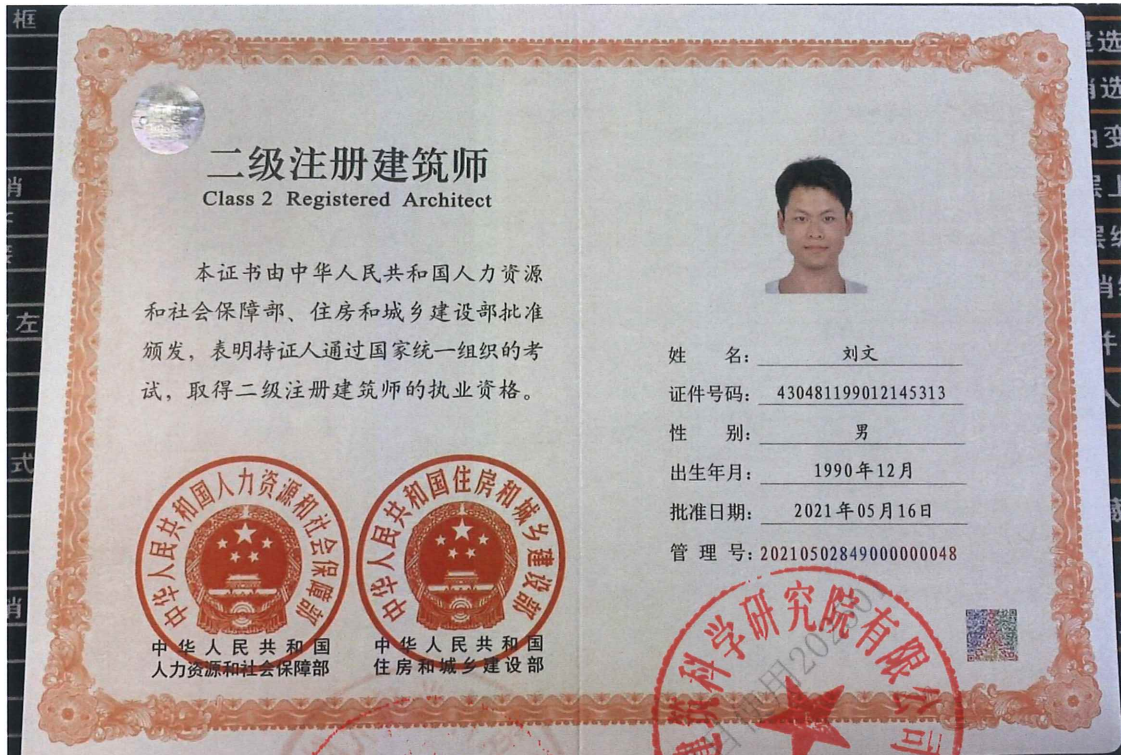 二级注册建筑师
Class 2 Registered Architect
本证书由中华人民共和国人力资源
和社会保障部、住房和城乡建设部批准
颁发，表明持证人通过国家统一组织的考
试，取得二级注册建筑师的执业资格。
中华人民共和国人力资源和社会保障部
中华人民共和国
人力资源和社会保障部
中华人民共和国住房和城乡建设部
中华人民共和国
住房和城乡建设部
姓 名：刘文
证件号码：430481199012145313
性 别：男
出生年月：1990年12月
批准日期：2021年05月16日
管 理 号：20210502849000000048
建筑科学研究院有限公司
框
左
式